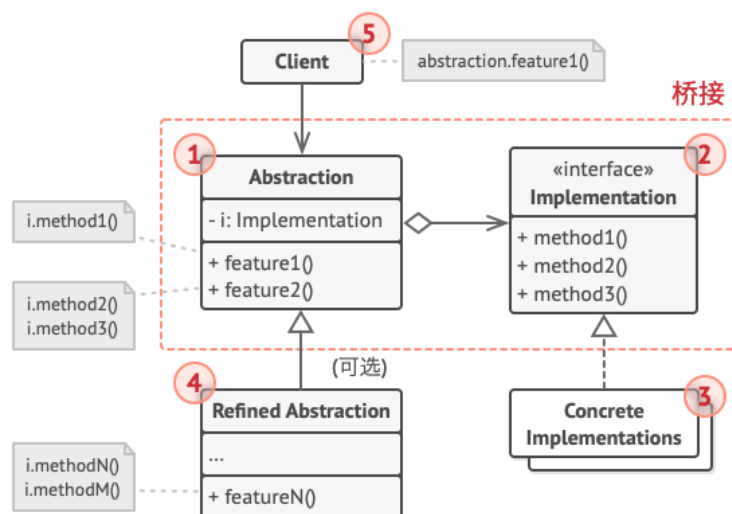 5
Client
abstraction.feature1()
桥接
1
Abstraction
- i: Implementation
+ feature1()
+ feature2()
2
«interface»
Implementation
+ method1()
+ method2()
+ method3()
i.method1()
i.method2()
i.method3()
(可选)
4
Refined Abstraction
...
+ featureN()
3
Concrete
Implementations
i.methodN()
i.methodM()